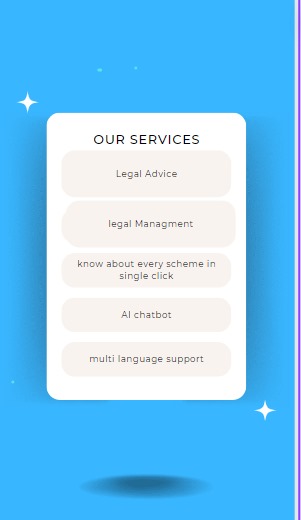 OUR SERVICES
Legal Advice
legal Managment
know about every scheme in
single click
AI chatbot
multi language support